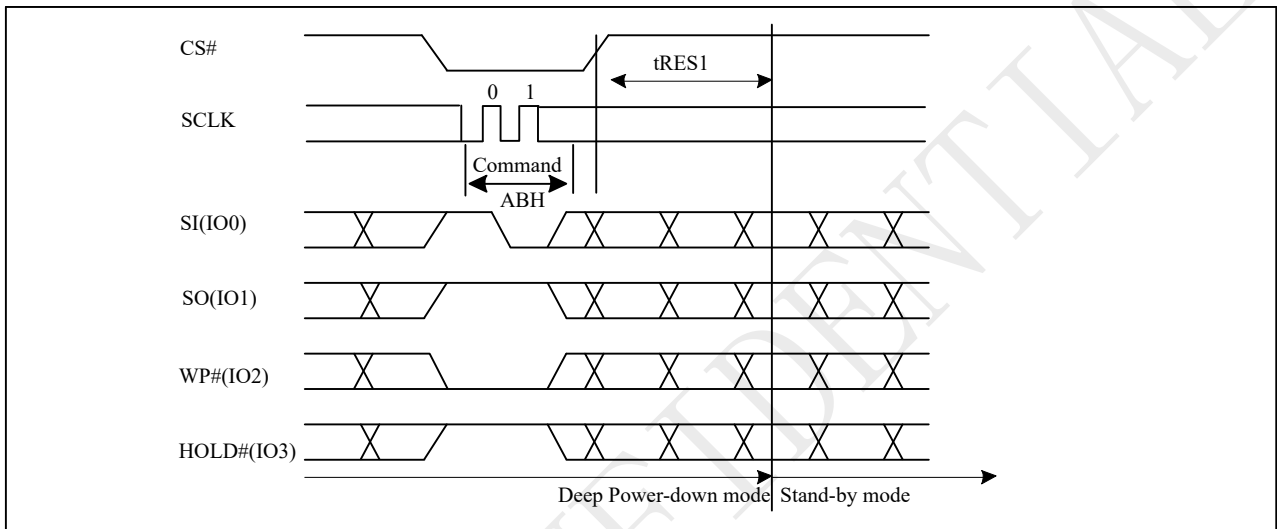 CS#
tRES1
0 1
SCLK
Command
ABH
SI(IO0)
SO(IO1)
WP#(IO2)
HOLD#(IO3)
Deep Power-down mode Stand-by mode
IDENTIAL